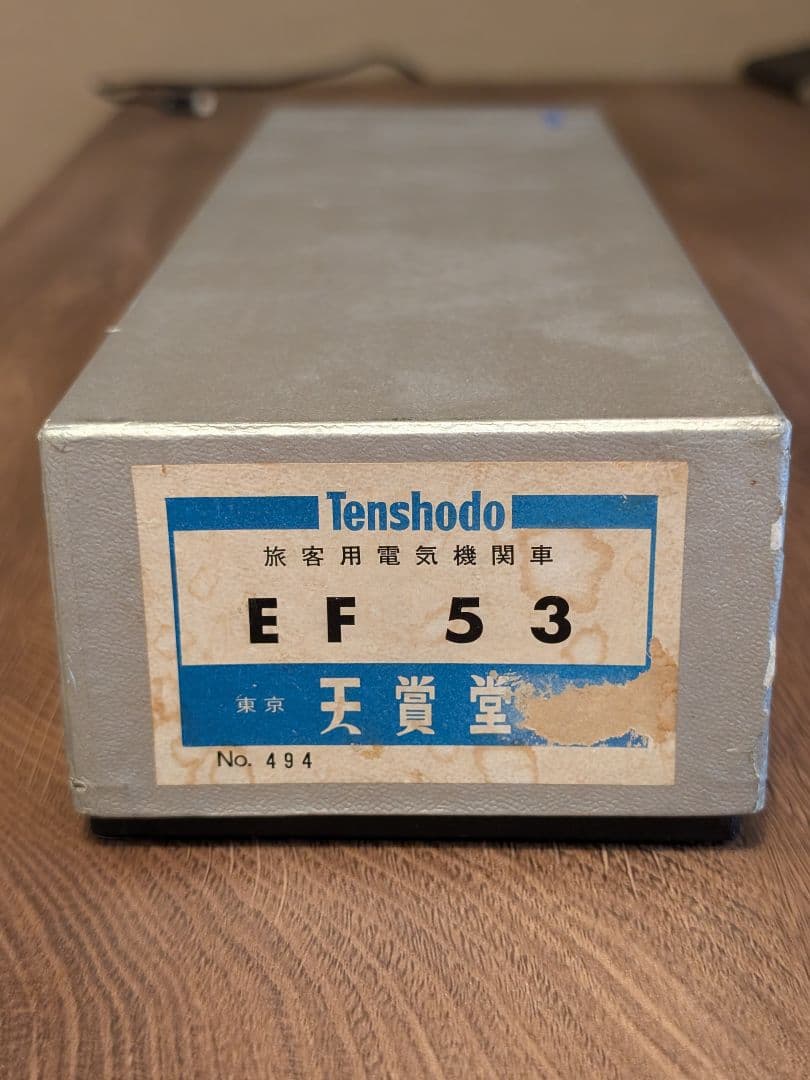 Tenshodo
旅客用電気機関車
EF 53
東京 天賞堂
No. 494